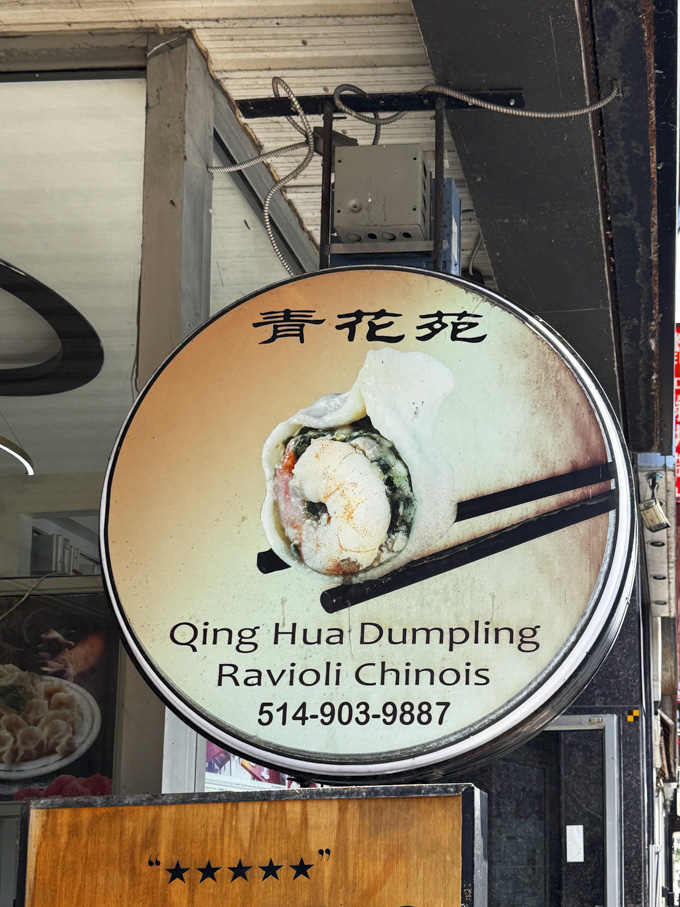 青花苑
Qing Hua Dumpling
Ravioli Chinois
514-903-9887
“★★★★★”